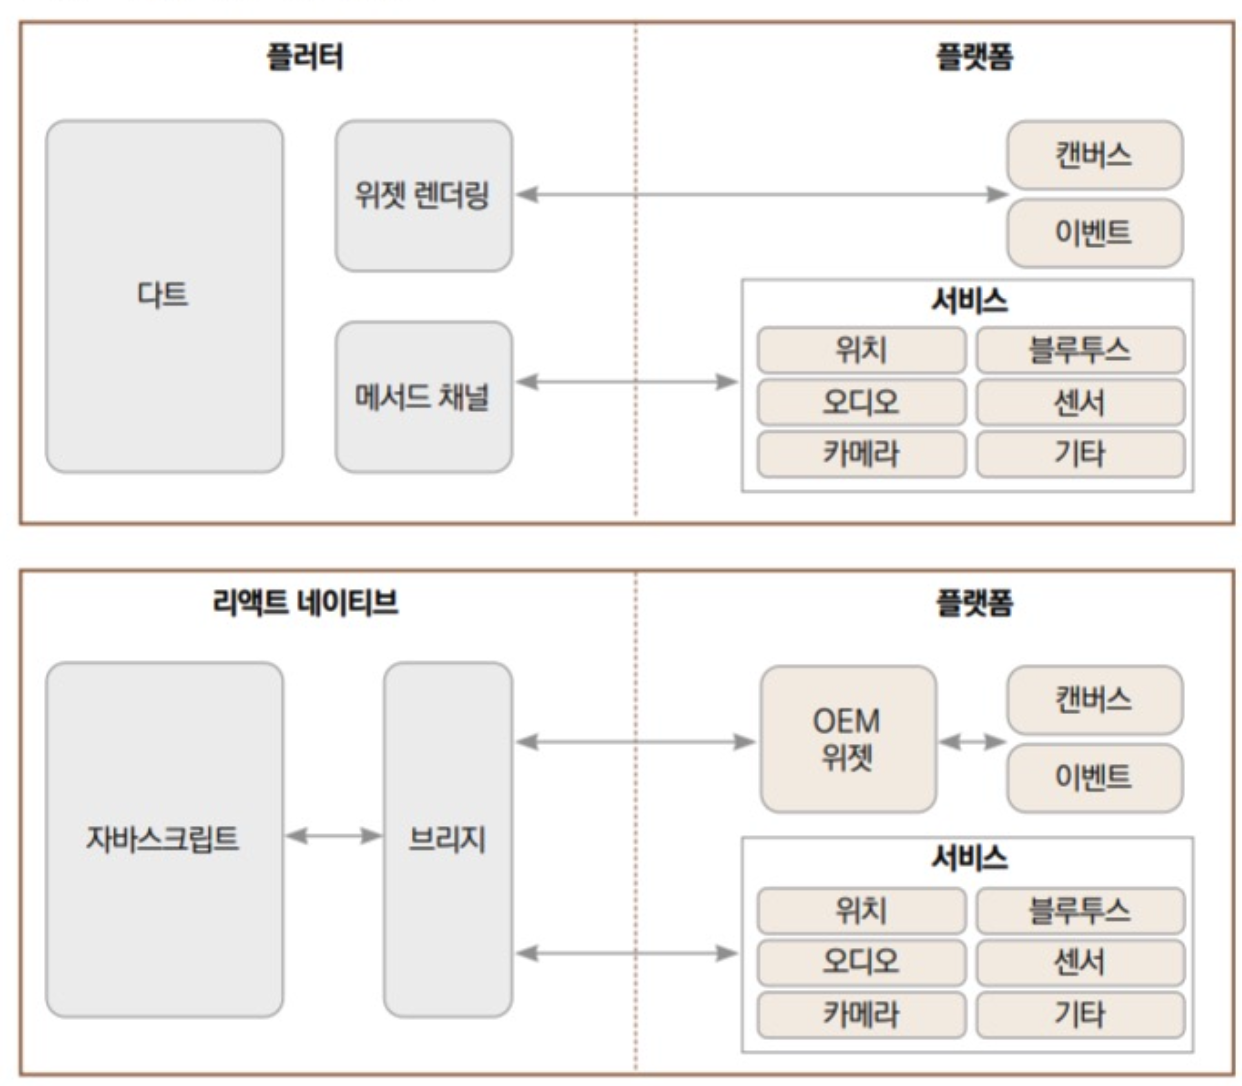 플러터
플랫폼
다트
위젯 렌더링
메서드 채널
캔버스
이벤트
서비스
위치
블루투스
오디오
센서
카메라
기타
리액트 네이티브
플랫폼
자바스크립트
브리지
OEM
위젯
캔버스
이벤트
서비스
위치
블루투스
오디오
센서
카메라
기타